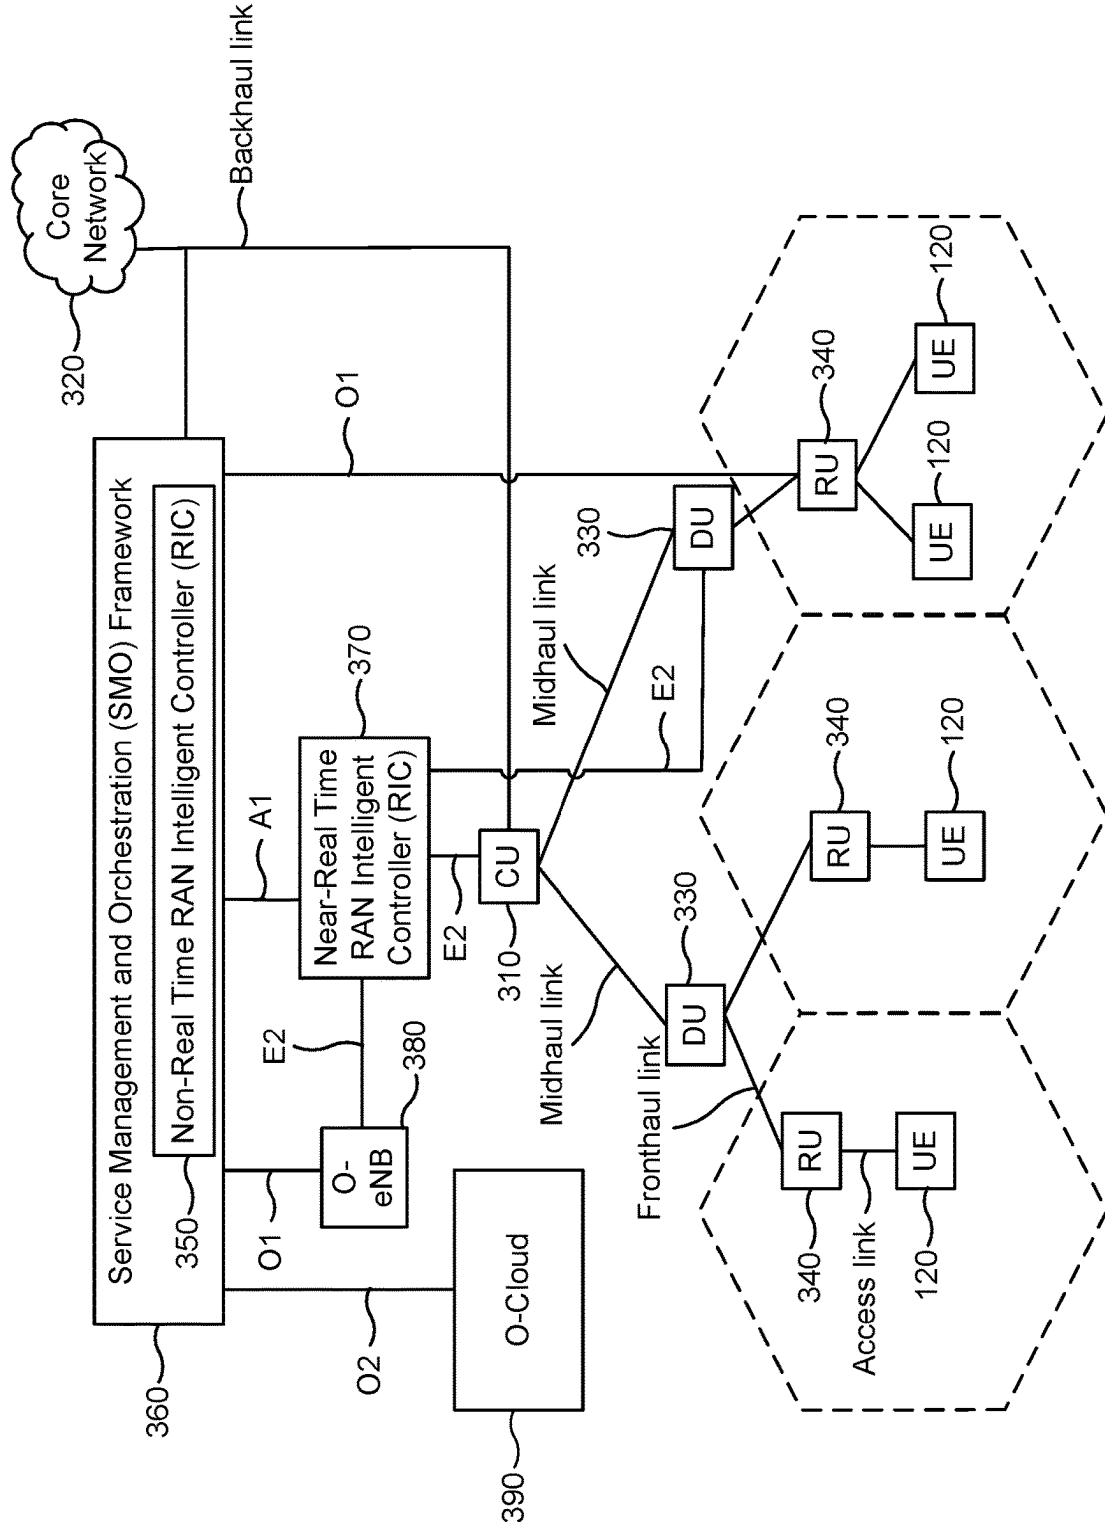 Service Management and Orchestration (SMO) Framework
360
Non-Real Time RAN Intelligent Controller (RIC)
350
Core
Network
320
Backhaul link
O1
A1
O1
O2
E2
Near-Real Time
RAN Intelligent
Controller (RIC)
370
O-
eNB
380
O-Cloud
390
E2
CU
310
E2
Midhaul link
Midhaul link
DU
330
DU
330
Fronthaul link
RU
340
RU
340
RU
340
Access link
UE
120
UE
120
UE
120
UE
120